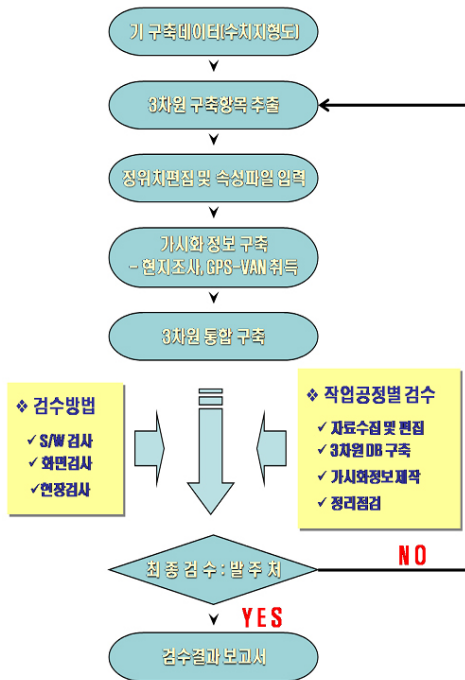 기 구축데이터(수치지형도)
3차원 구축항목 추출
정위치편집 및 속성파일 입력
가시화 정보 구축
- 현지조사, GPS-VAN 취득
3차원 통합 구축
❖ 검수방법
✓ S/W 검사
✓ 화면검사
✓현장검사
❖ 작업공정별 검수
✓ 자료수집 및 편집
✓ 3차원 DB 구축
✓ 가시화정보제작
✓ 정리점검
최 종 검 수 : 발 주 처
NO
YES
검수결과 보고서